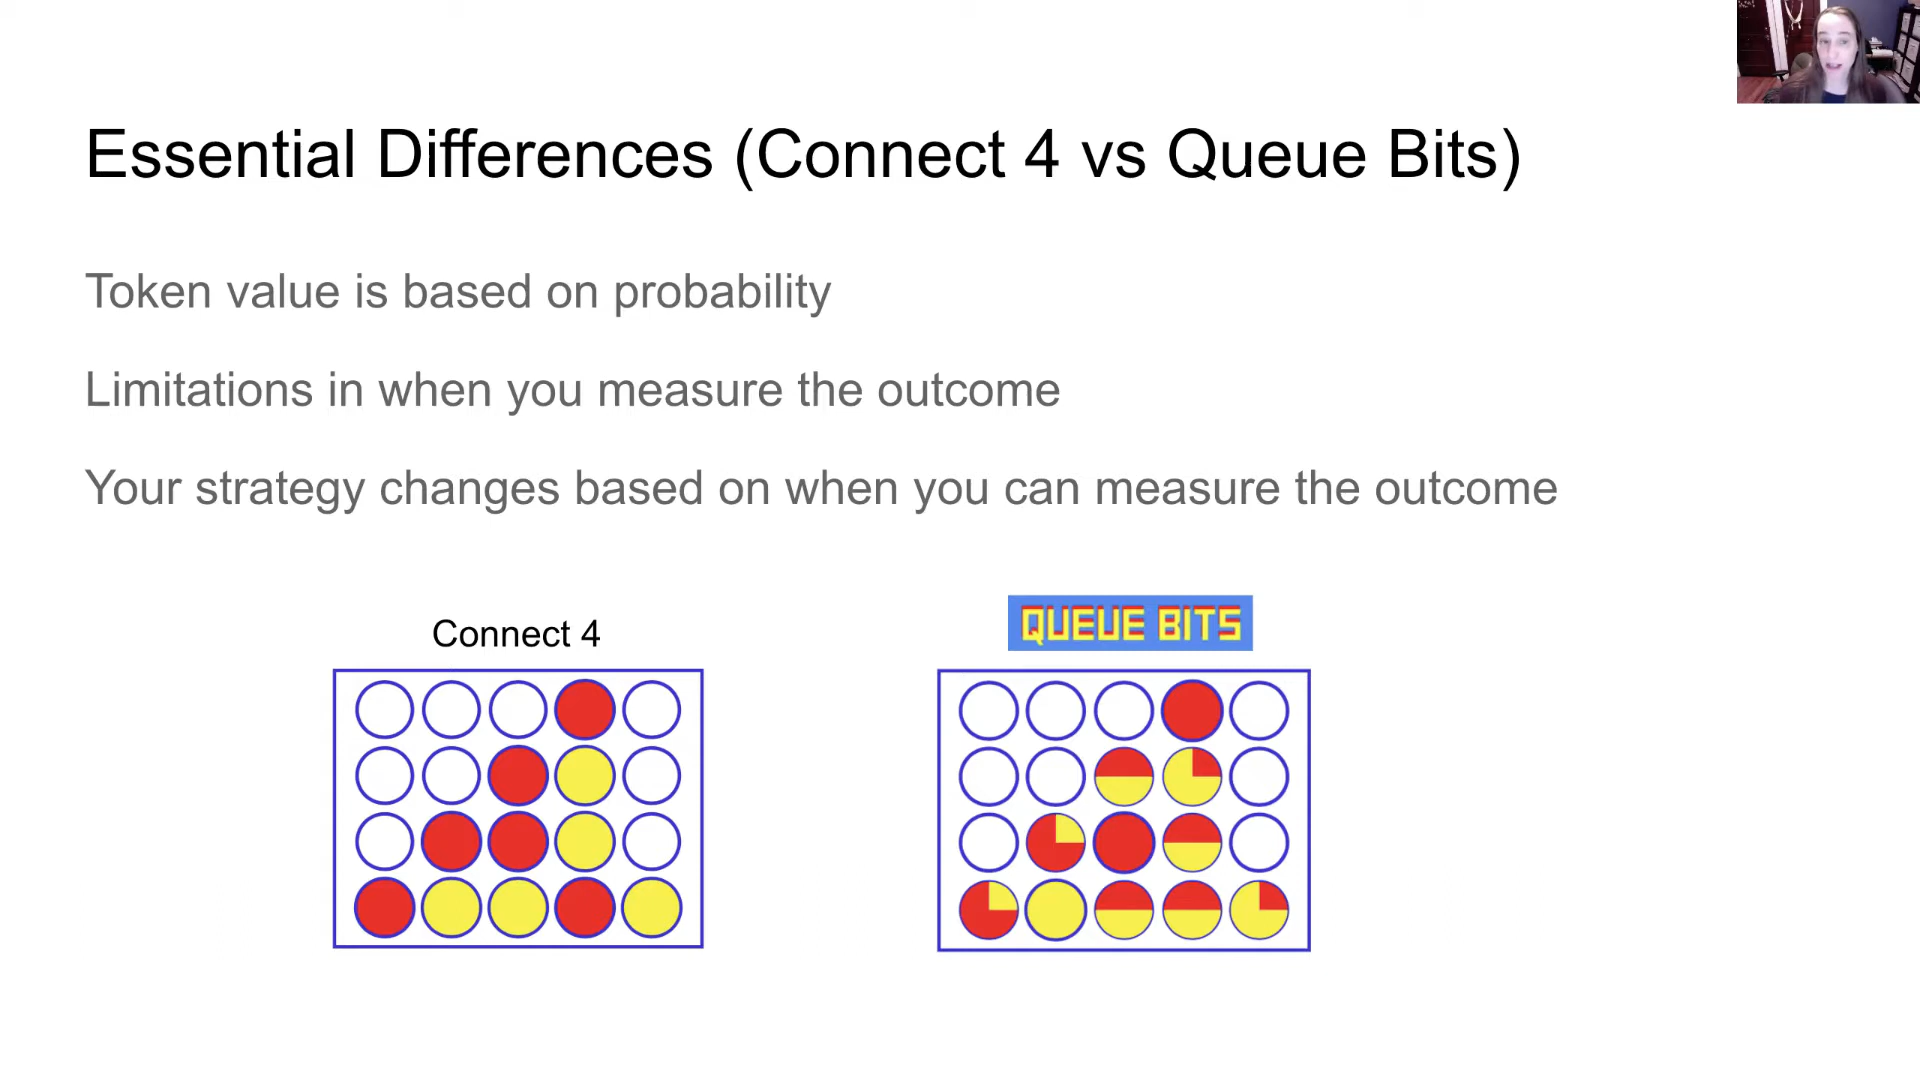 Essential Differences (Connect 4 vs Queue Bits)
Token value is based on probability
Limitations in when you measure the outcome
Your strategy changes based on when you can measure the outcome
Connect 4
QUEUE BITS